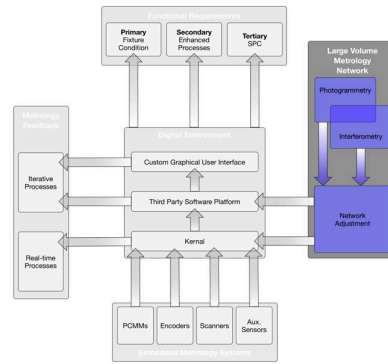 Functional Requirements
Primary
Fixture
Condition
Secondary
Enhanced
Processes
Tertiary
SPC
Large Volume
Metrology
Network
Photogrammetry
Interferometry
Network
Adjustment
Metrology
Feedback
Iterative
Processes
Real-time
Processes
Digital Environment
Custom Graphical User Interface
Third Party Software Platform
Kernal
PCMMs
Encoders
Scanners
Aux.
Sensors
Embedded Metrology Systems